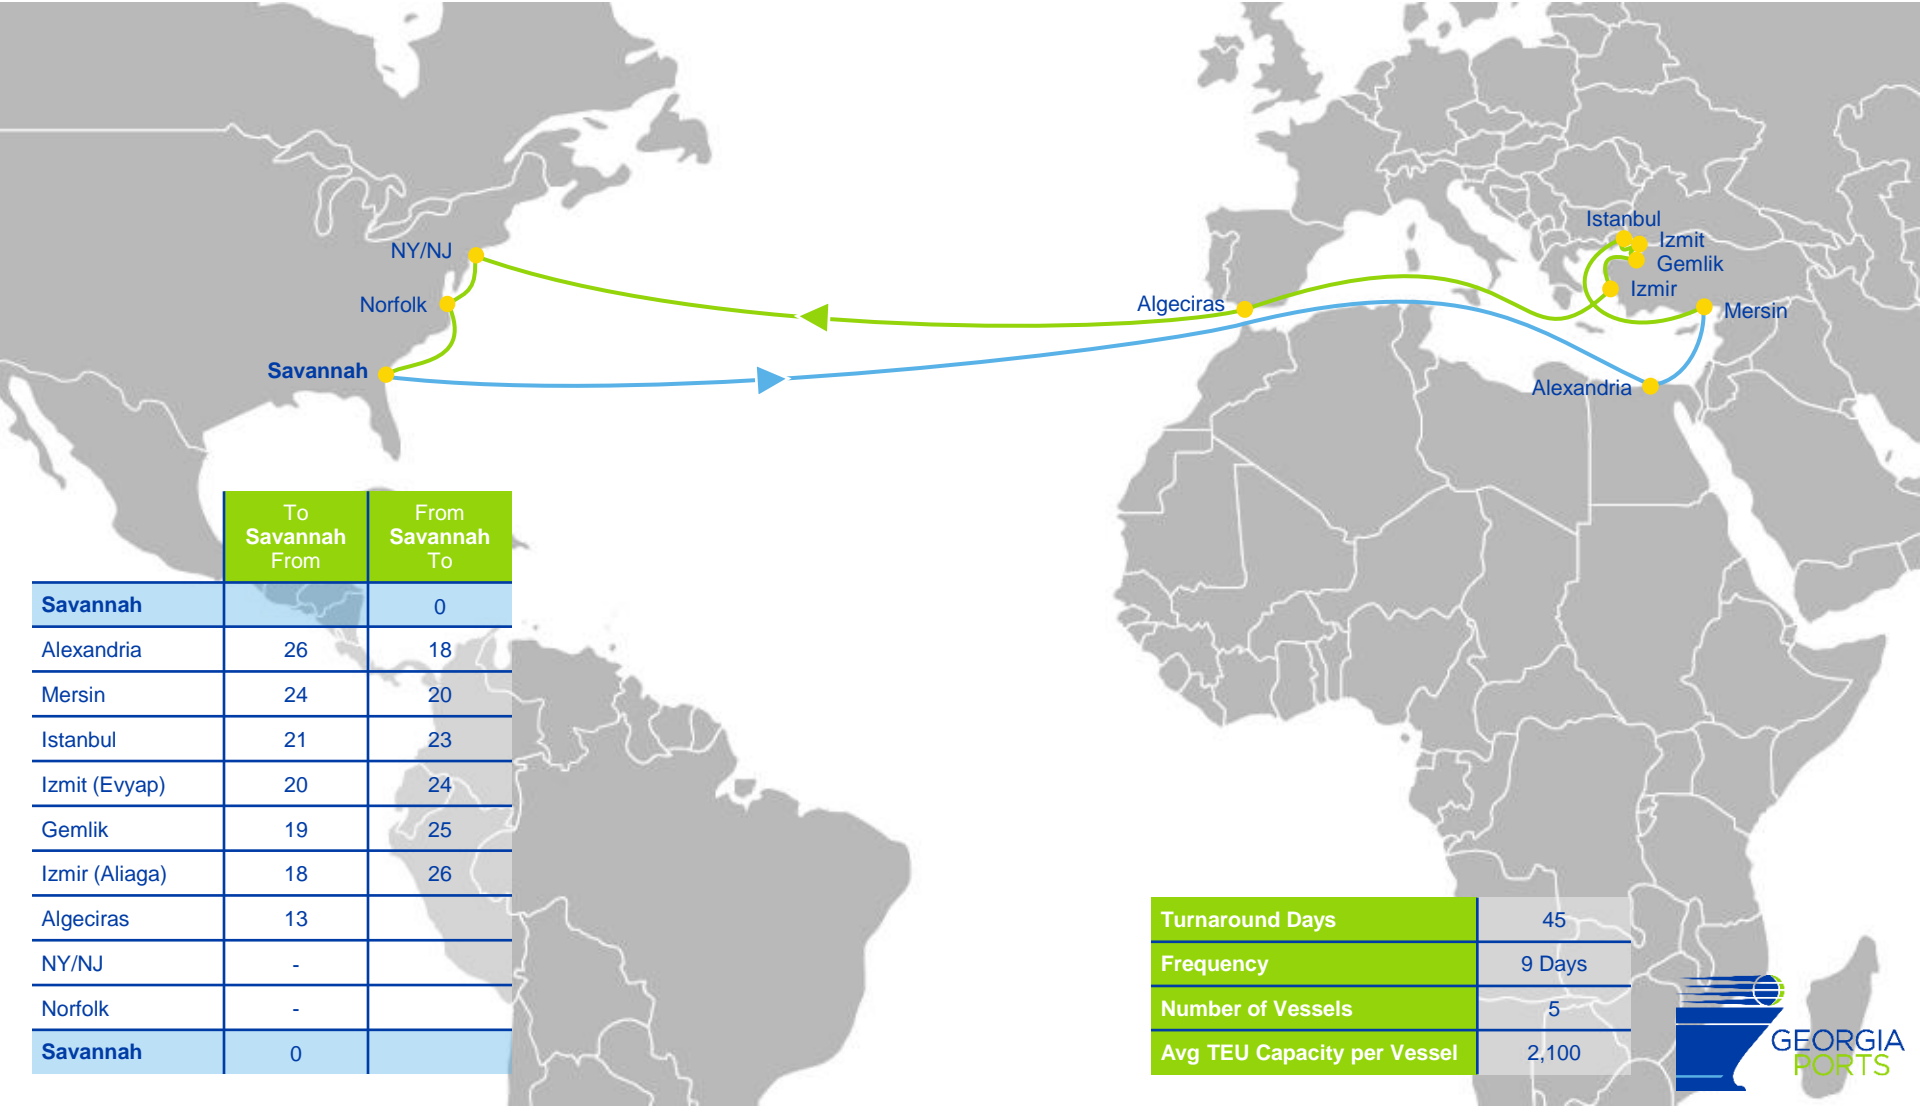 Istanbul
Izmit
Gemlik
Izmir
Mersin
NY/NJ
Norfolk
Savannah
Algeciras
Alexandria
To Savannah From
From Savannah To
Savannah 0
Alexandria 26 18
Mersin 24 20
Istanbul 21 23
Izmit (Evyap) 20 24
Gemlik 19 25
Izmir (Aliaga) 18 26
Algeciras 13
NY/NJ -
Norfolk -
Savannah 0
Turnaround Days 45
Frequency 9 Days
Number of Vessels 5
Avg TEU Capacity per Vessel 2,100
GEORGIA
PORTS